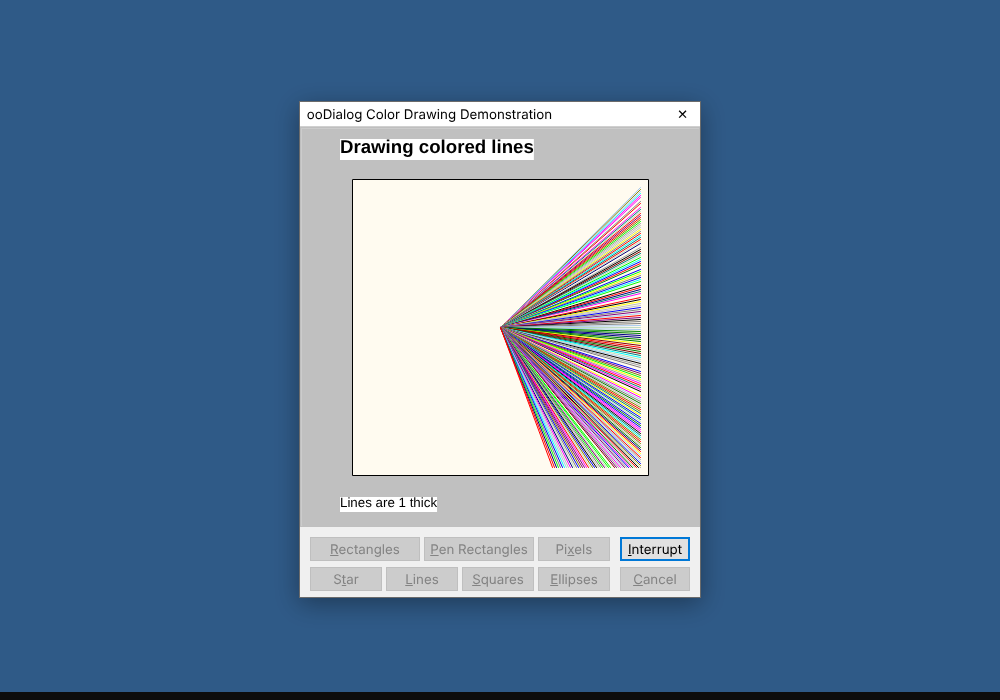 ooDialog Color Drawing Demonstration
Drawing colored lines
Lines are 1 thick
Rectangles Pen Rectangles Pixels Interrupt
Star Lines Squares Ellipses Cancel